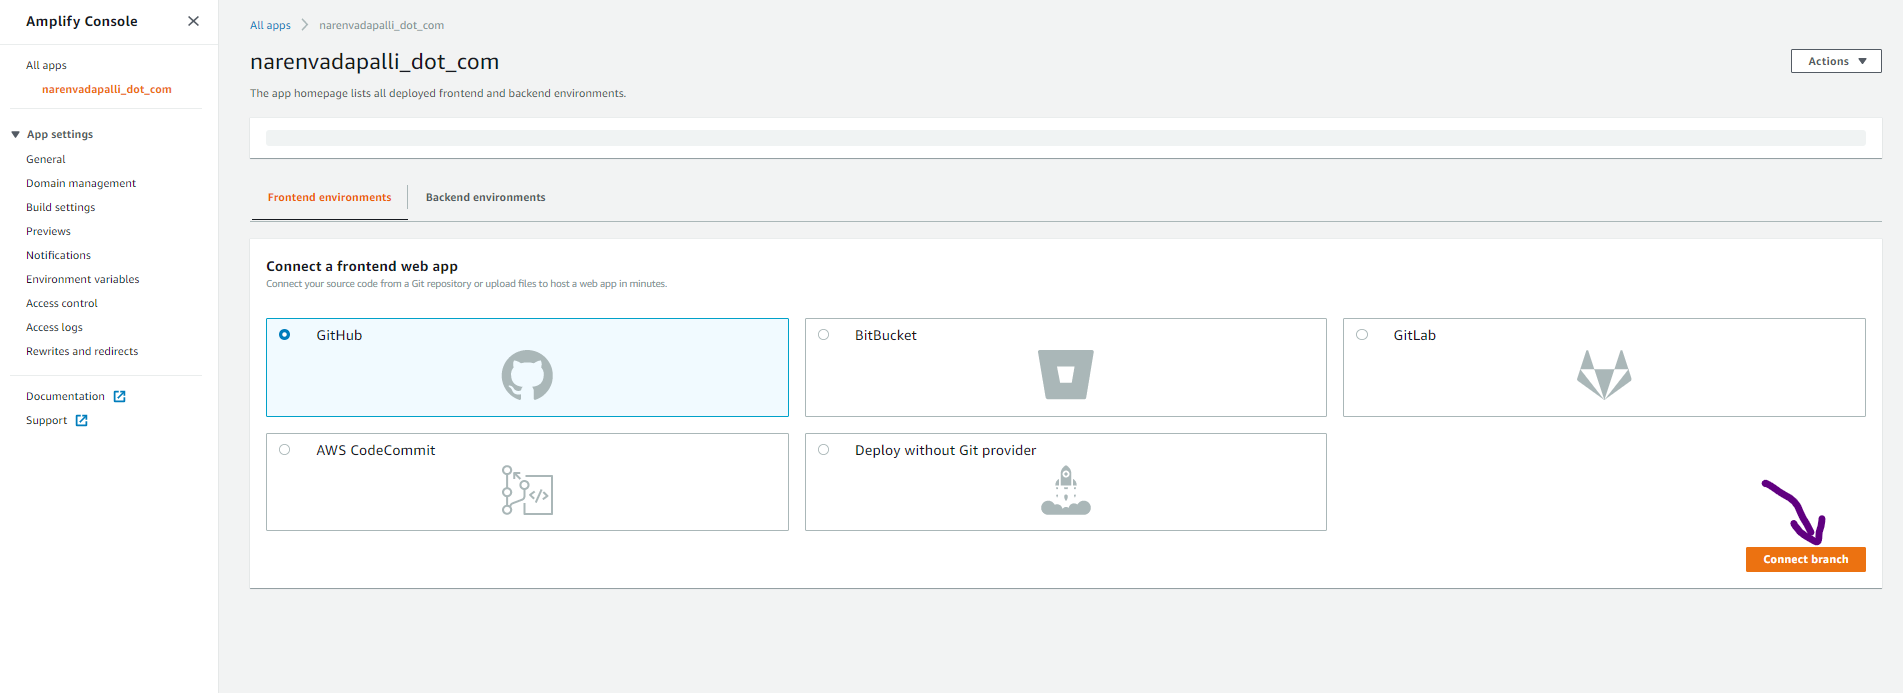 Amplify Console
All apps
narenvadapalli_dot_com
App settings
General
Domain management
Build settings
Previews
Notifications
Environment variables
Access control
Access logs
Rewrites and redirects
Documentation
Support
All apps narenvadapalli_dot_com
narenvadapalli_dot_com
Actions
The app homepage lists all deployed frontend and backend environments.
Frontend environments Backend environments
Connect a frontend web app
Connect your source code from a Git repository or upload files to host a web app in minutes.
GitHub BitBucket GitLab
AWS CodeCommit Deploy without Git provider
Connect branch